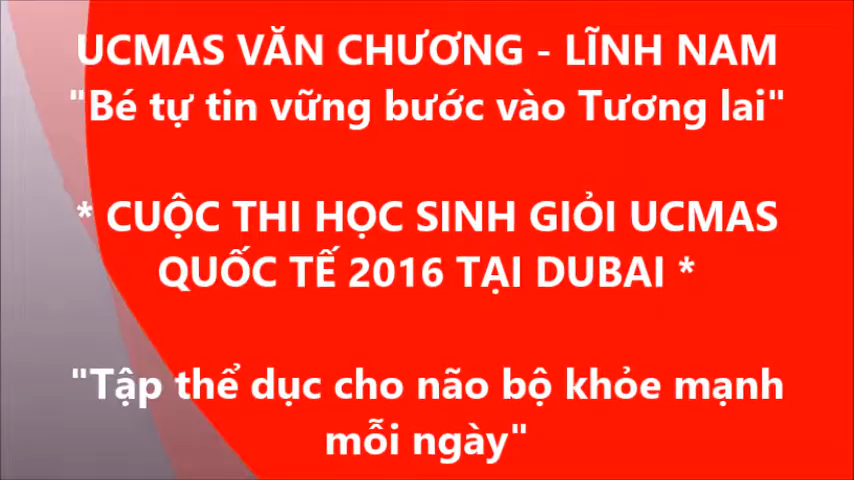 UCMAS VĂN CHƯƠNG - LĨNH NAM
"Bé tự tin vững bước vào Tương lai"
* CUỘC THI HỌC SINH GIỎI UCMAS
QUỐC TẾ 2016 TẠI DUBAI *
"Tập thể dục cho não bộ khỏe mạnh
mỗi ngày"